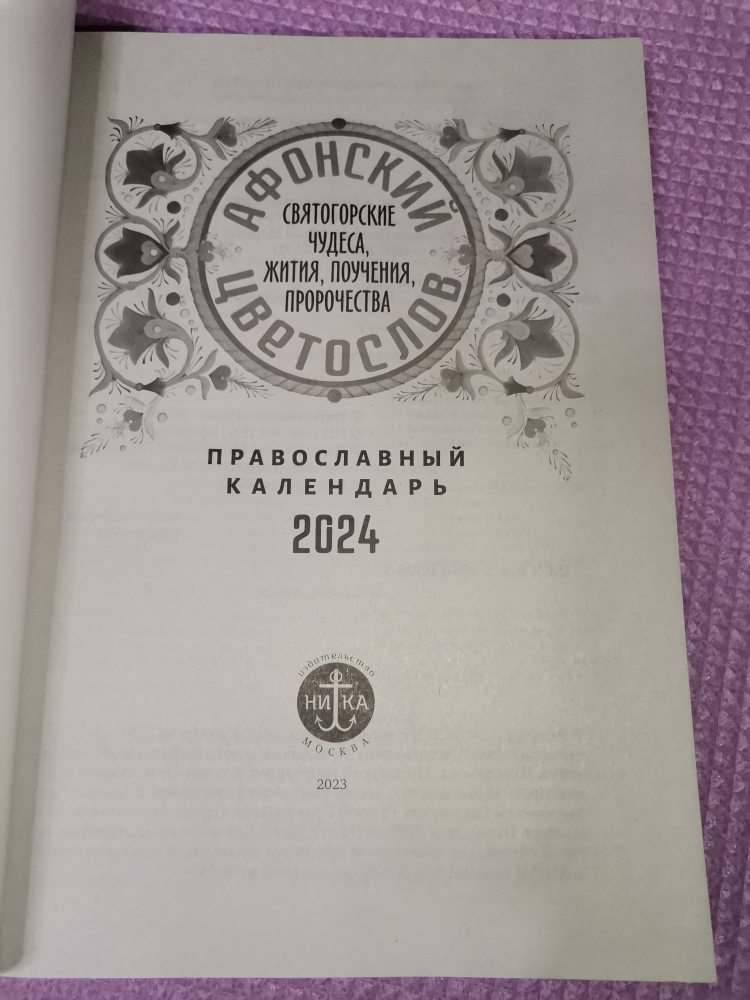 АФОНСКИЙ
СВЯТОГОРСКИЕ
ЧУДЕСА,
ЖИТИЯ, ПОУЧЕНИЯ,
ПРОРОЧЕСТВА
ЦВЕТОСЛОВ
ПРАВОСЛАВНЫЙ
КАЛЕНДАРЬ
2024
издательство
НИКА
МОСКВА
2023